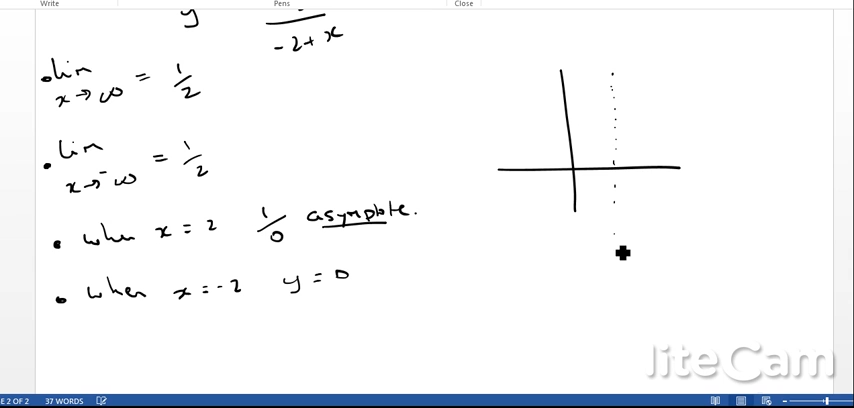 Write Pens Close
y
-2+x
• lim x→∞ = 1/2
• lim x→-∞ = 1/2
• when x = 2 1/0 asymptote.
• when x = -2 y = 0
liteCam
E 2 OF 2 37 WORDS